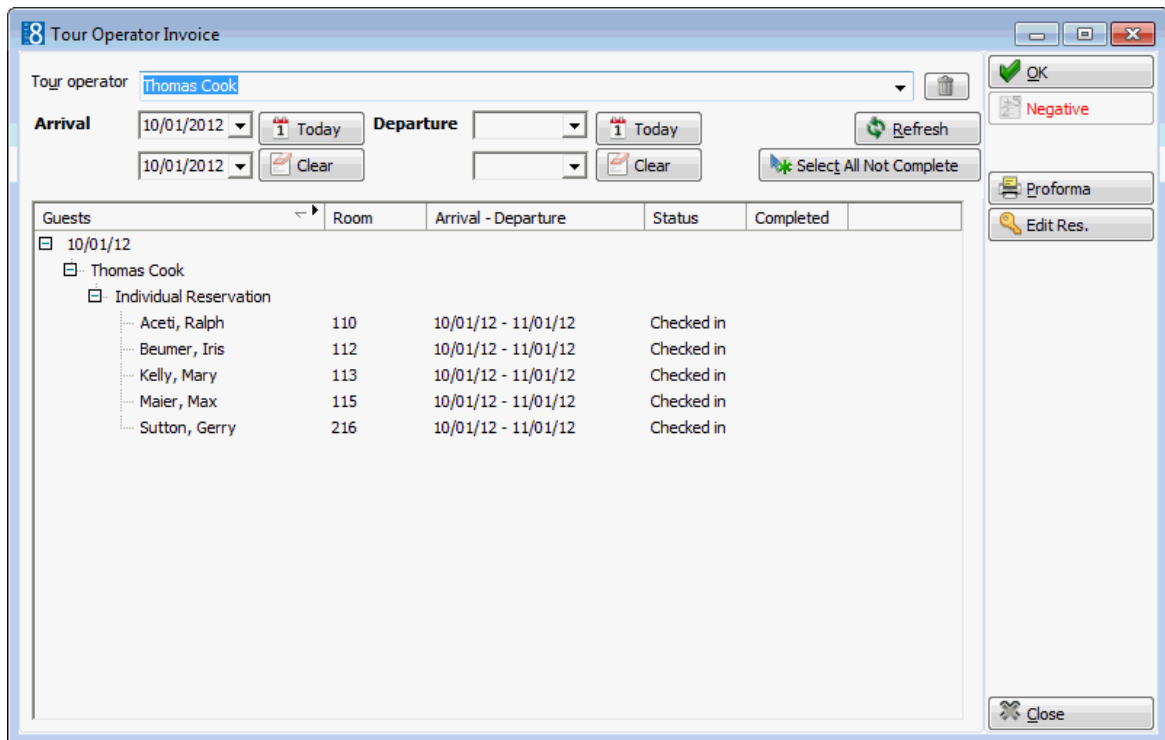 8 Tour Operator Invoice
Tour operator Thomas Cook
OK
Negative
Arrival 10/01/2012 1 Today Departure 1 Today Refresh
10/01/2012 Clear Clear Select All Not Complete
Proforma
Edit Res.
Guests Room Arrival - Departure Status Completed
10/01/12
Thomas Cook
Individual Reservation
Aceti, Ralph 110 10/01/12 - 11/01/12 Checked in
Beumer, Iris 112 10/01/12 - 11/01/12 Checked in
Kelly, Mary 113 10/01/12 - 11/01/12 Checked in
Maier, Max 115 10/01/12 - 11/01/12 Checked in
Sutton, Gerry 216 10/01/12 - 11/01/12 Checked in
Close